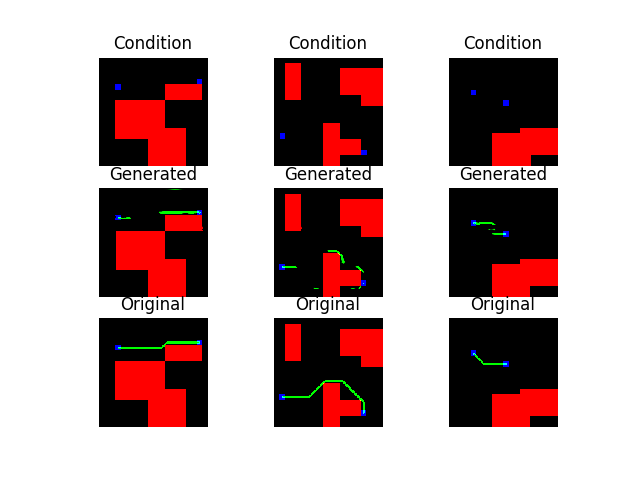 Condition
Condition
Condition
Generated
Generated
Generated
Original
Original
Original